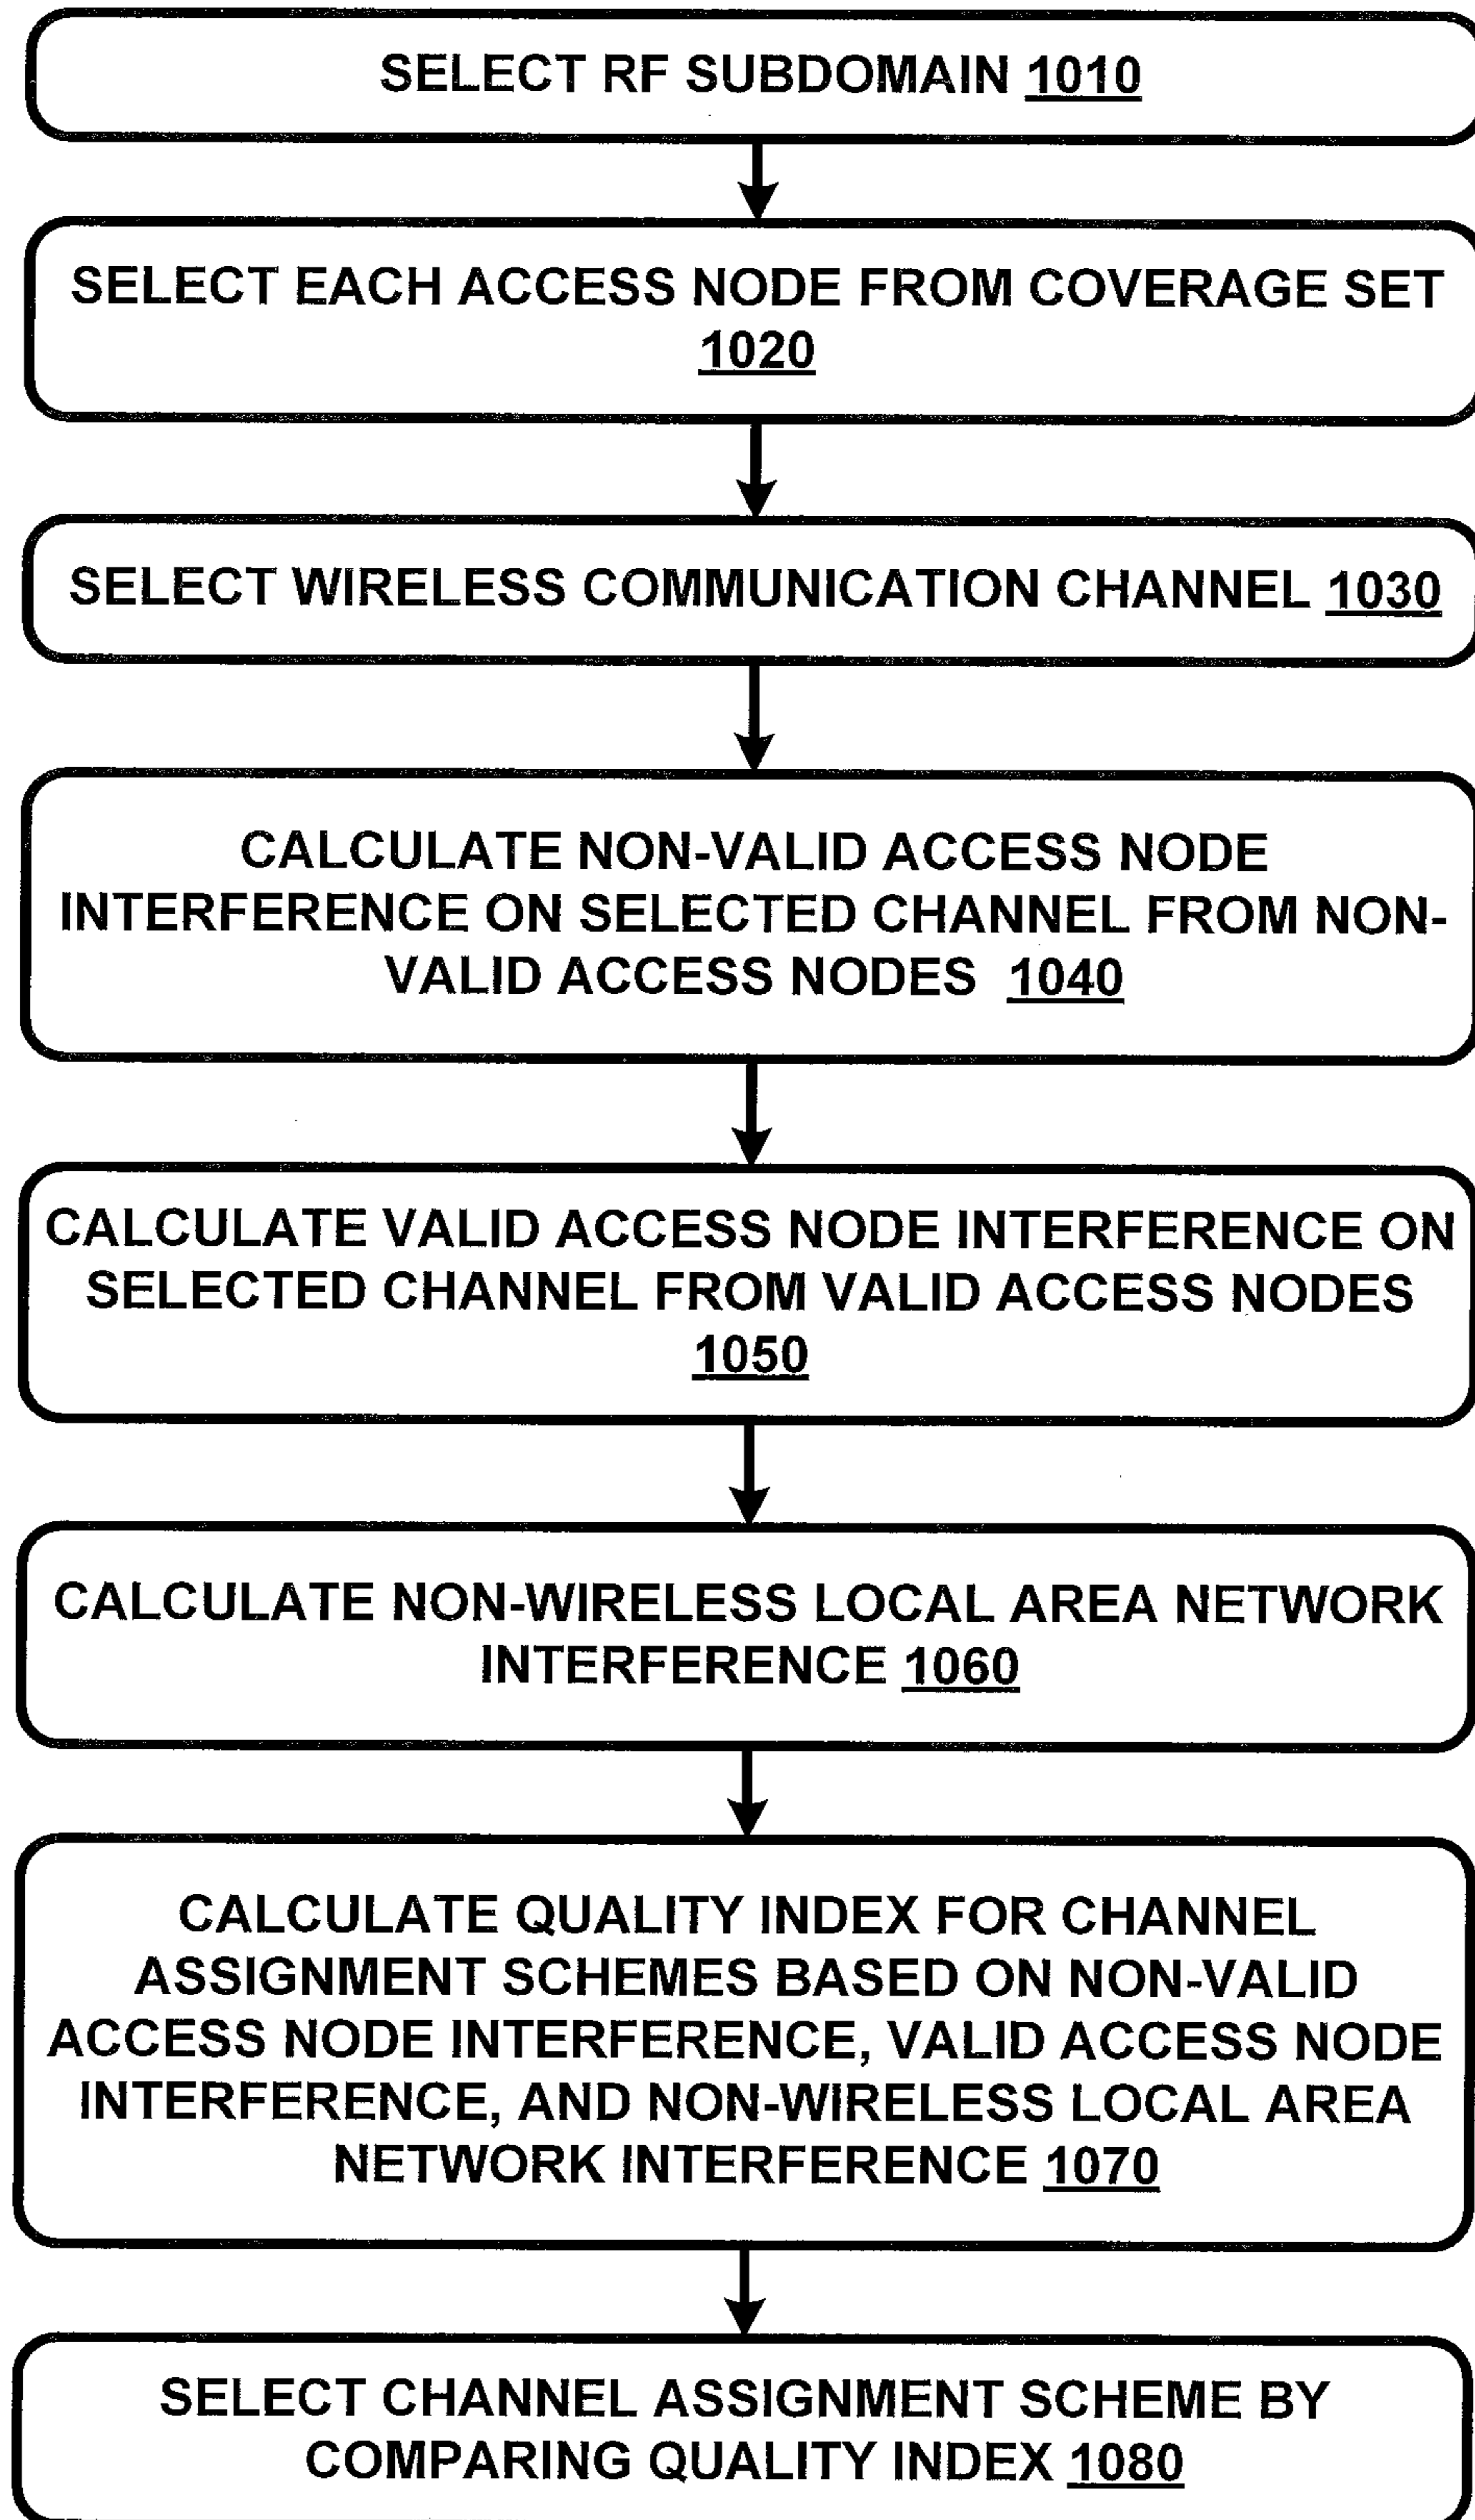 SELECT RF SUBDOMAIN 1010
SELECT EACH ACCESS NODE FROM COVERAGE SET
1020
SELECT WIRELESS COMMUNICATION CHANNEL 1030
CALCULATE NON-VALID ACCESS NODE
INTERFERENCE ON SELECTED CHANNEL FROM NON-
VALID ACCESS NODES 1040
CALCULATE VALID ACCESS NODE INTERFERENCE ON
SELECTED CHANNEL FROM VALID ACCESS NODES
1050
CALCULATE NON-WIRELESS LOCAL AREA NETWORK
INTERFERENCE 1060
CALCULATE QUALITY INDEX FOR CHANNEL
ASSIGNMENT SCHEMES BASED ON NON-VALID
ACCESS NODE INTERFERENCE, VALID ACCESS NODE
INTERFERENCE, AND NON-WIRELESS LOCAL AREA
NETWORK INTERFERENCE 1070
SELECT CHANNEL ASSIGNMENT SCHEME BY
COMPARING QUALITY INDEX 1080